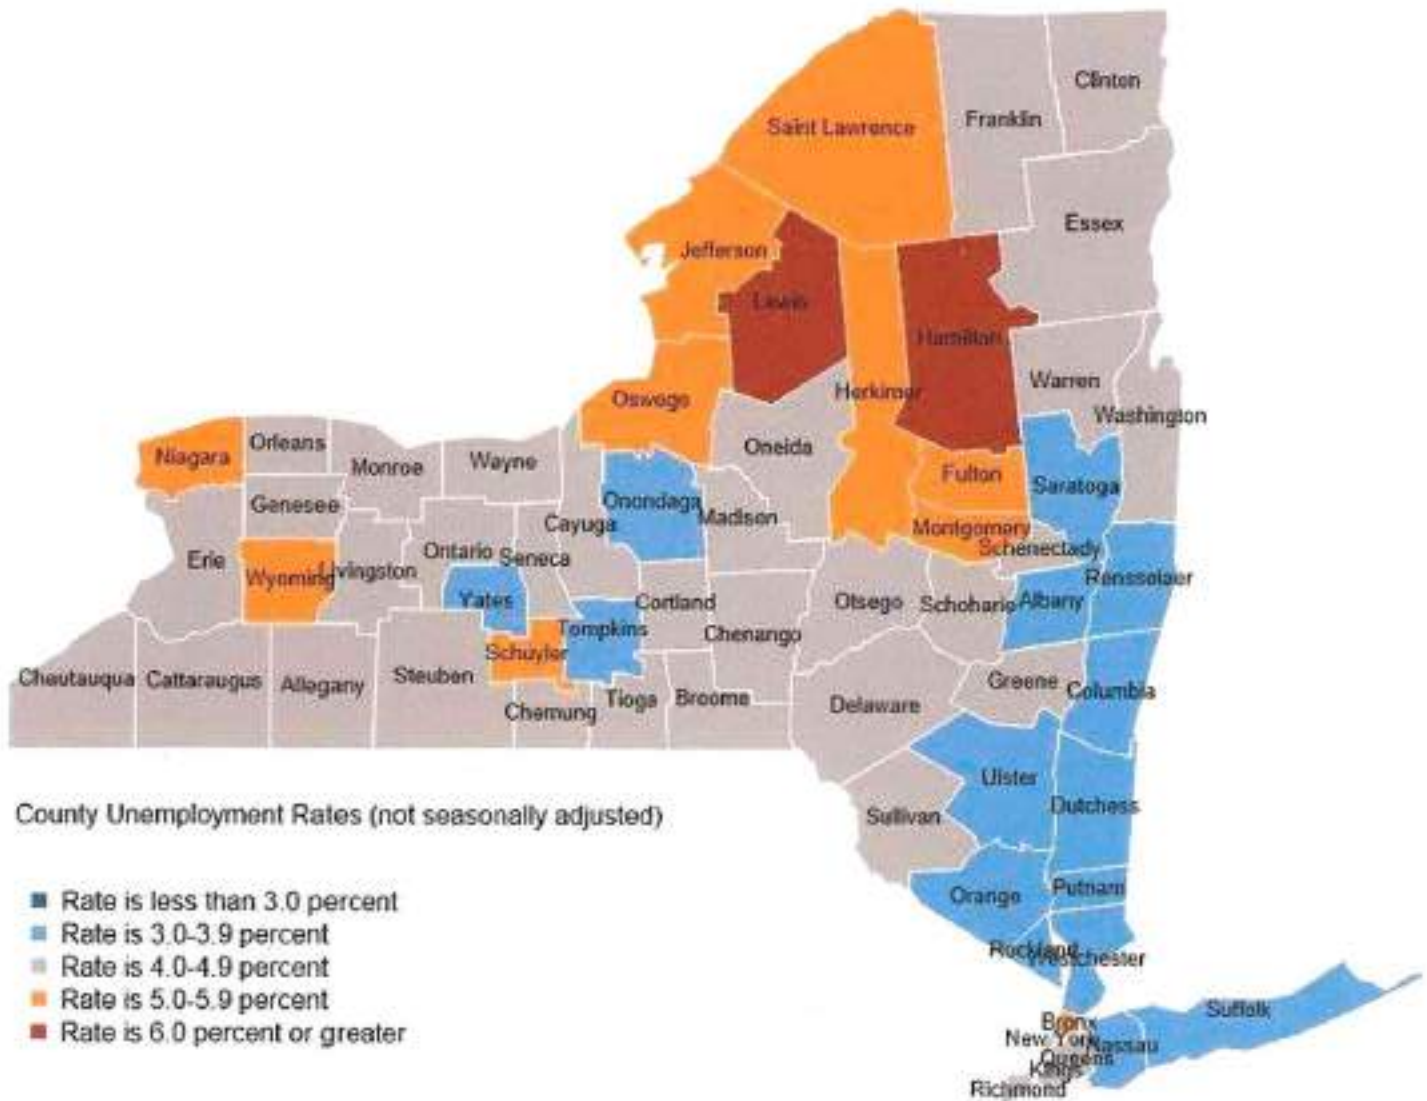 Clinton
Franklin
Saint Lawrence
Essex
Jefferson
Lewis
Hamilton
Warren
Herkimer
Oswego
Washington
Oneida
Niagara
Orleans
Monroe
Wayne
Fulton
Saratoga
Genesee
Onondaga
Madison
Cayuga
Montgomery
Schenectady
Erie
Ontario
Seneca
Wyoming
Livingston
Rensselaer
Yates
Cortland
Otsego
Schoharie
Albany
Tompkins
Chenango
Schuyler
Chautauqua
Cattaraugus
Allegany
Steuben
Greene
Columbia
Tioga
Broome
Chemung
Delaware
Ulster
Dutchess
Sullivan
County Unemployment Rates (not seasonally adjusted)
Orange
Putnam
Rate is less than 3.0 percent
Rate is 3.0-3.9 percent
Rockland
Westchester
Rate is 4.0-4.9 percent
Rate is 5.0-5.9 percent
Suffolk
Rate is 6.0 percent or greater
Bronx
New York
Nassau
Queens
Kings
Richmond